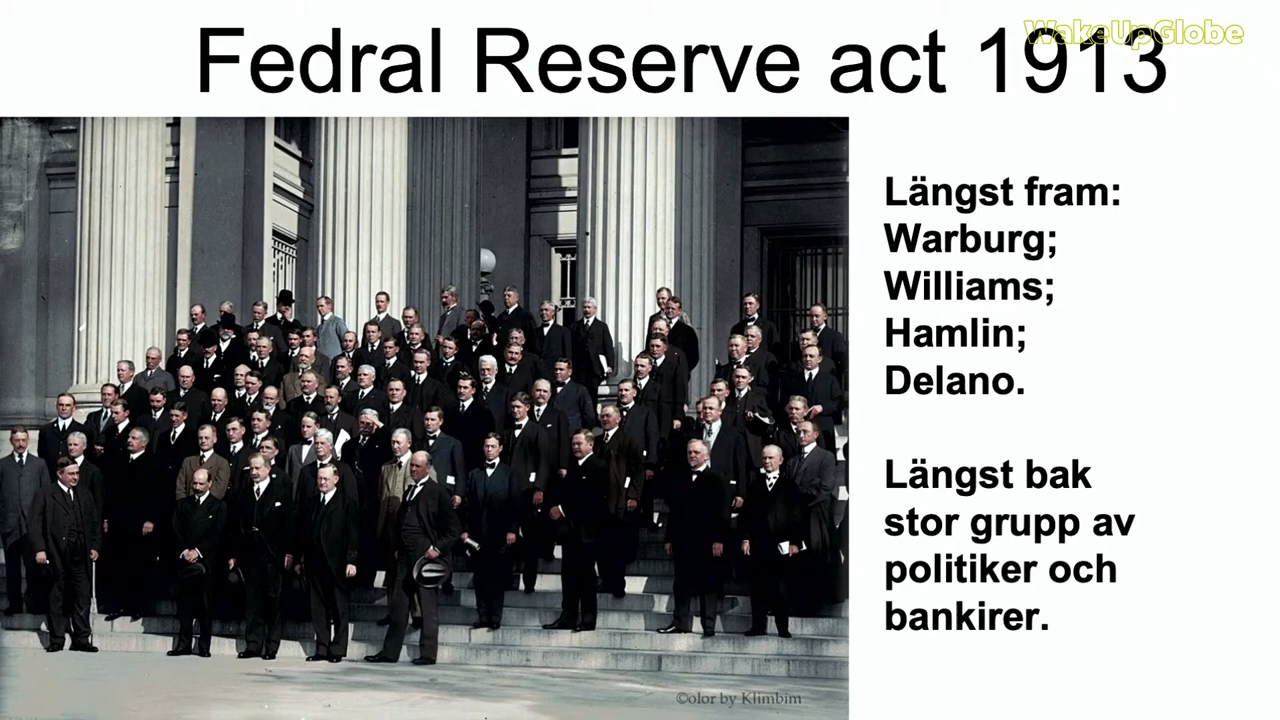 WakeUpGlobe
Fedral Reserve act 1913
Längst fram:
Warburg;
Williams;
Hamlin;
Delano.
Längst bak
stor grupp av
politiker och
bankirer.
©olor by Klimbim